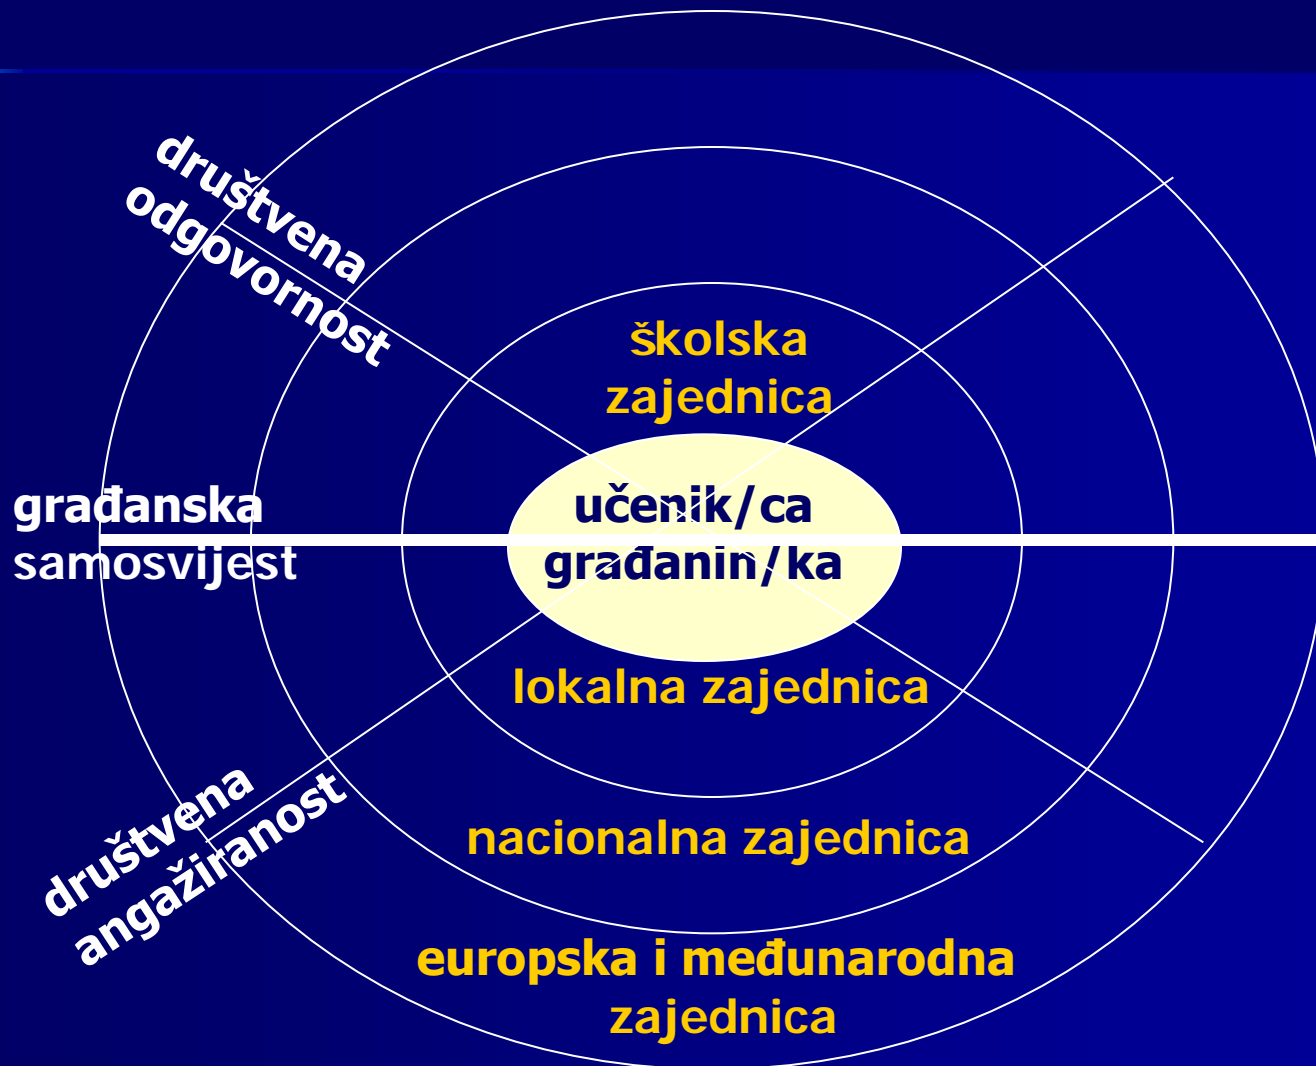 društvena
odgovornost
školska
zajednica
građanska
samosvijest
učenik/ca
građanin/ka
lokalna zajednica
društvena
angažiranost
nacionalna zajednica
europska i međunarodna
zajednica